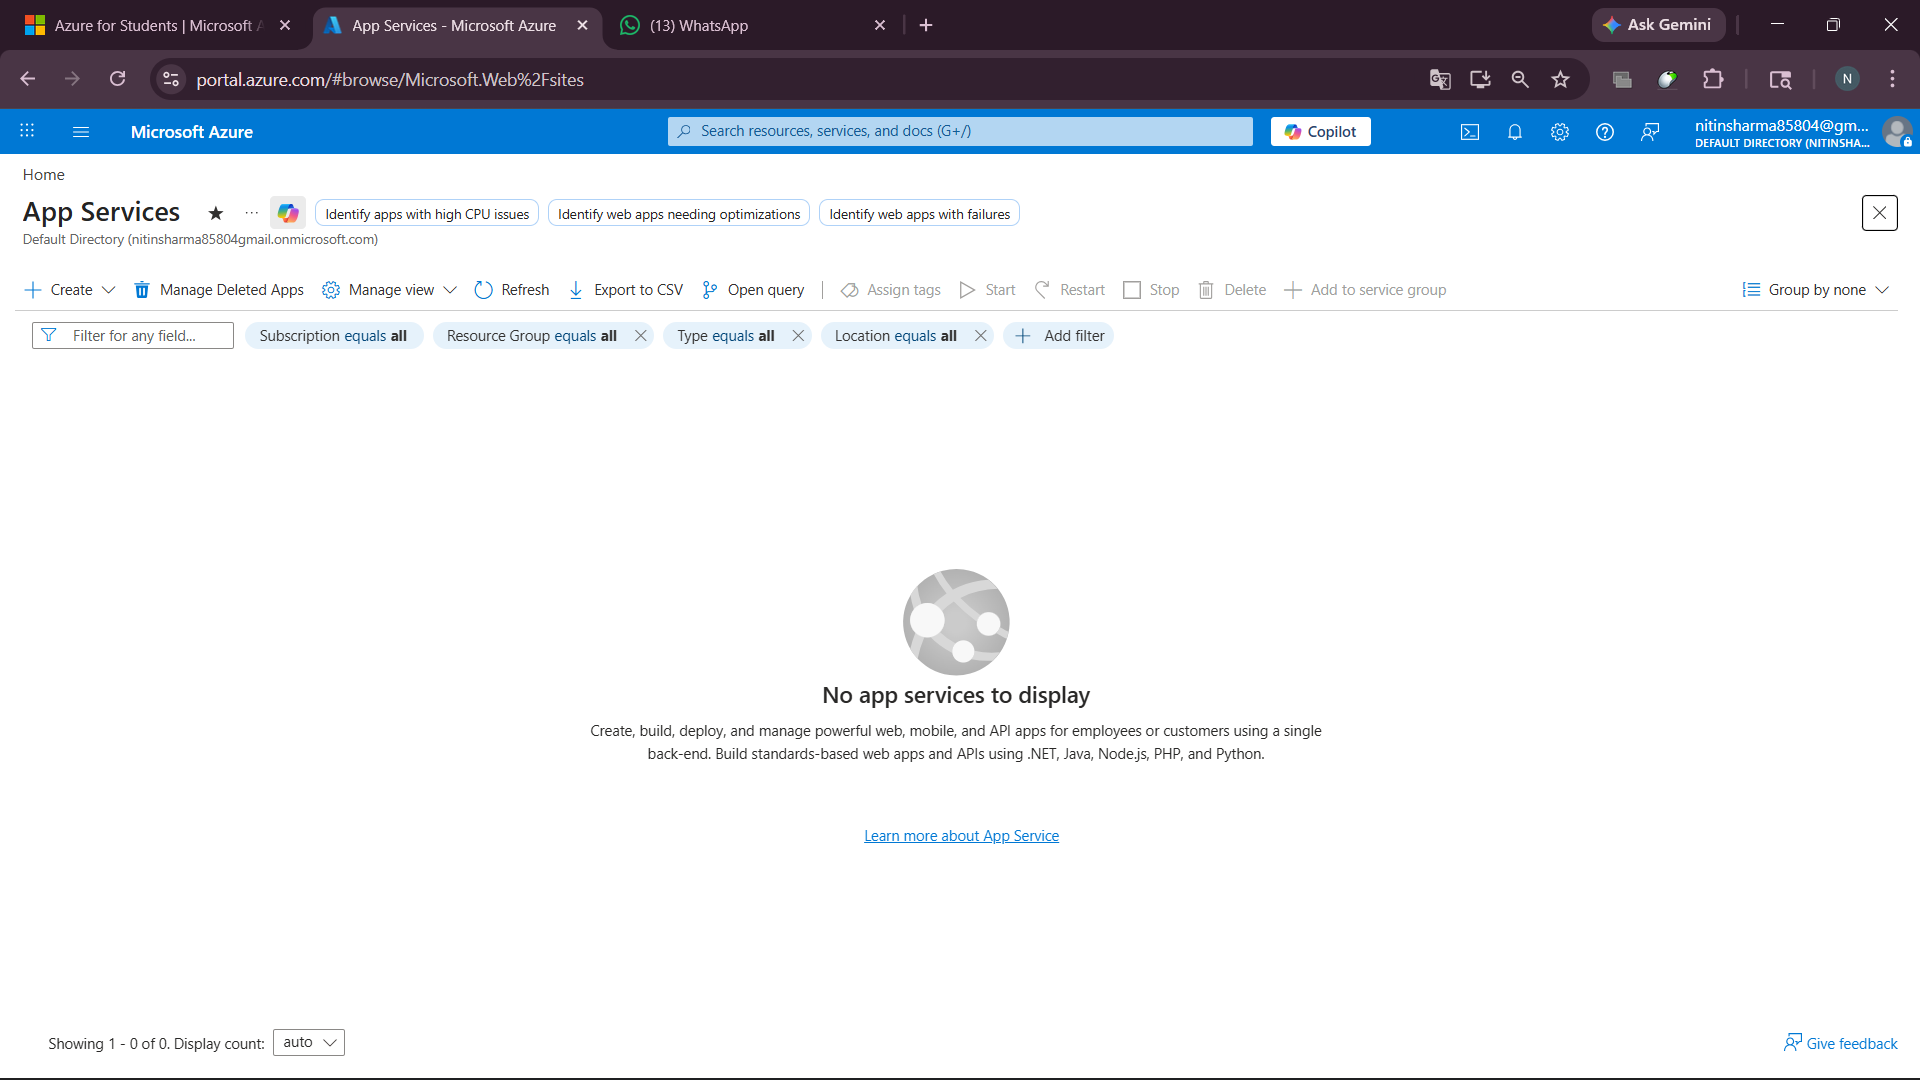 Azure for Students | Microsoft A
App Services - Microsoft Azure
(13) WhatsApp
Ask Gemini
portal.azure.com/#browse/Microsoft.Web%2Fsites
N
Microsoft Azure
Search resources, services, and docs (G+/)
Copilot
nitinsharma85804@gm...
DEFAULT DIRECTORY (NITINSHA...
Home
App Services
Identify apps with high CPU issues
Identify web apps needing optimizations
Identify web apps with failures
Default Directory (nitinsharma85804gmail.onmicrosoft.com)
Create
Manage Deleted Apps
Manage view
Refresh
Export to CSV
Open query
Assign tags
Start
Restart
Stop
Delete
Add to service group
Group by none
Filter for any field...
Subscription equals all
Resource Group equals all
Type equals all
Location equals all
Add filter
No app services to display
Create, build, deploy, and manage powerful web, mobile, and API apps for employees or customers using a single
back-end. Build standards-based web apps and APIs using .NET, Java, Node.js, PHP, and Python.
Learn more about App Service
Showing 1 - 0 of 0. Display count:
auto
Give feedback